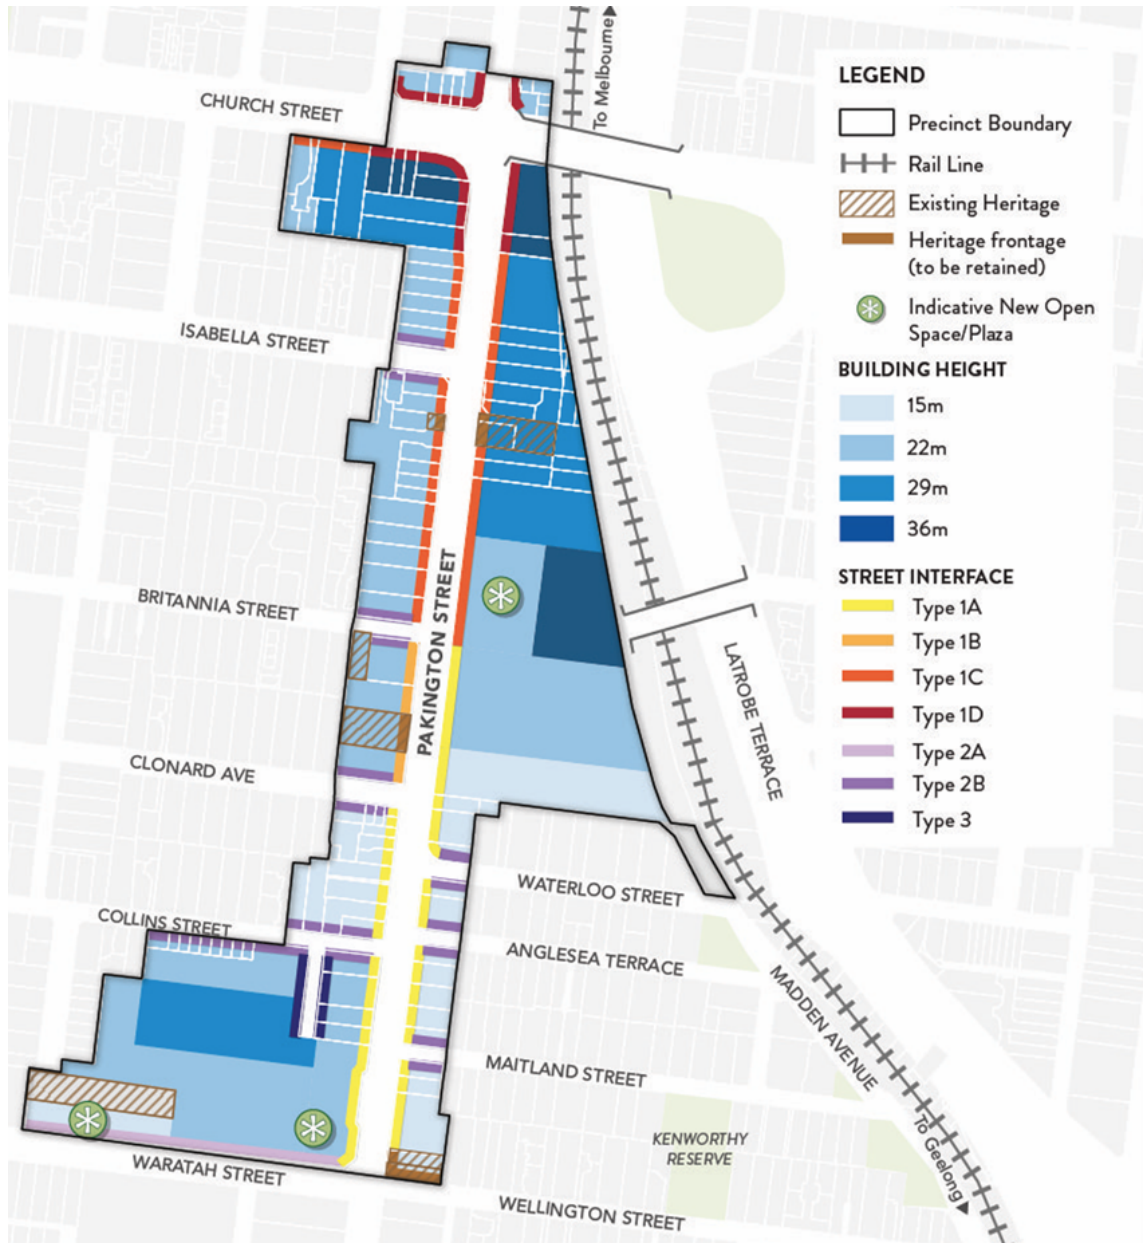 To Melbourne
CHURCH STREET
ISABELLA STREET
BRITANNIA STREET
PAKINGTON STREET
CLONARD AVE
LATROBE TERRACE
COLLINS STREET
WATERLOO STREET
ANGLESEA TERRACE
MADDEN AVENUE
MAITLAND STREET
KENWORTHY
RESERVE
To Geelong
WARATAH STREET
WELLINGTON STREET
LEGEND
Precinct Boundary
Rail Line
Existing Heritage
Heritage frontage
(to be retained)
Indicative New Open
Space/Plaza
BUILDING HEIGHT
15m
22m
29m
36m
STREET INTERFACE
Type 1A
Type 1B
Type 1C
Type 1D
Type 2A
Type 2B
Type 3